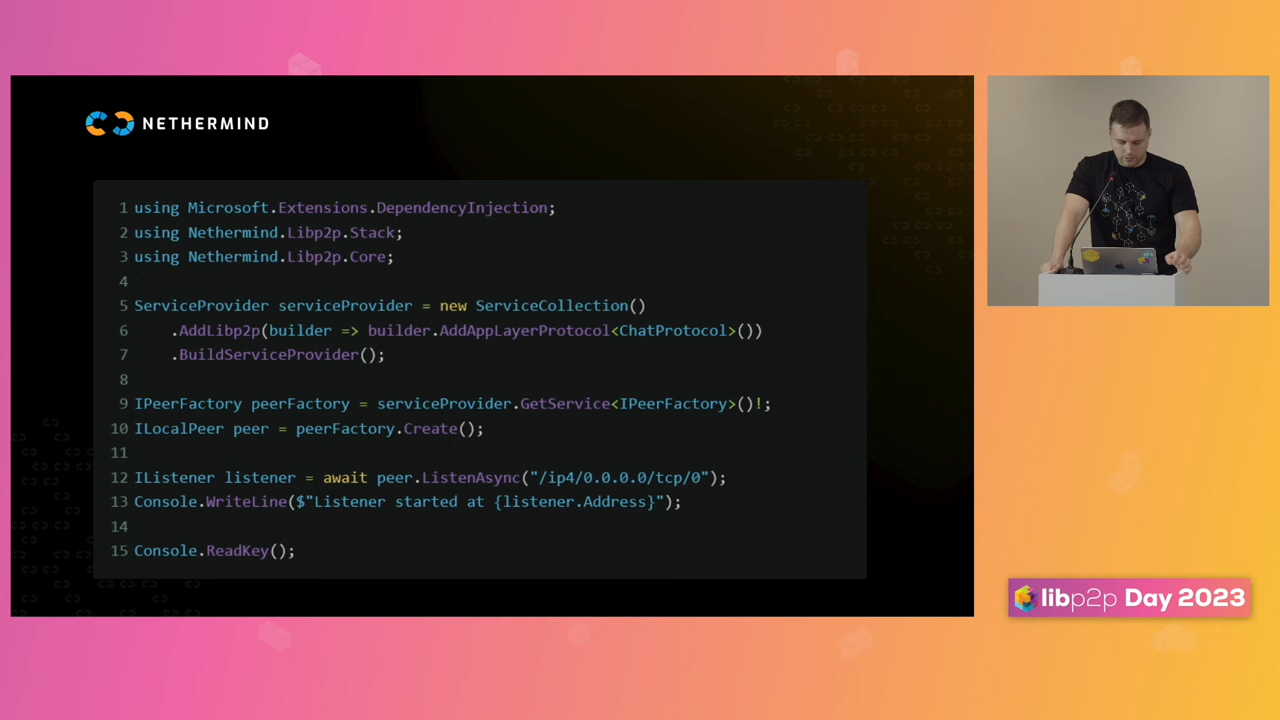 NETHERMIND
1 using Microsoft.Extensions.DependencyInjection;
2 using Nethermind.Libp2p.Stack;
3 using Nethermind.Libp2p.Core;
4
5 ServiceProvider serviceProvider = new ServiceCollection()
6     .AddLibp2p(builder => builder.AddAppLayerProtocol<ChatProtocol>())
7     .BuildServiceProvider();
8
9 IPeerFactory peerFactory = serviceProvider.GetService<IPeerFactory>()!;
10 ILocalPeer peer = peerFactory.Create();
11
12 IListener listener = await peer.ListenAsync("/ip4/0.0.0.0/tcp/0");
13 Console.WriteLine($"Listener started at {listener.Address}");
14
15 Console.ReadKey();
libp2p Day 2023